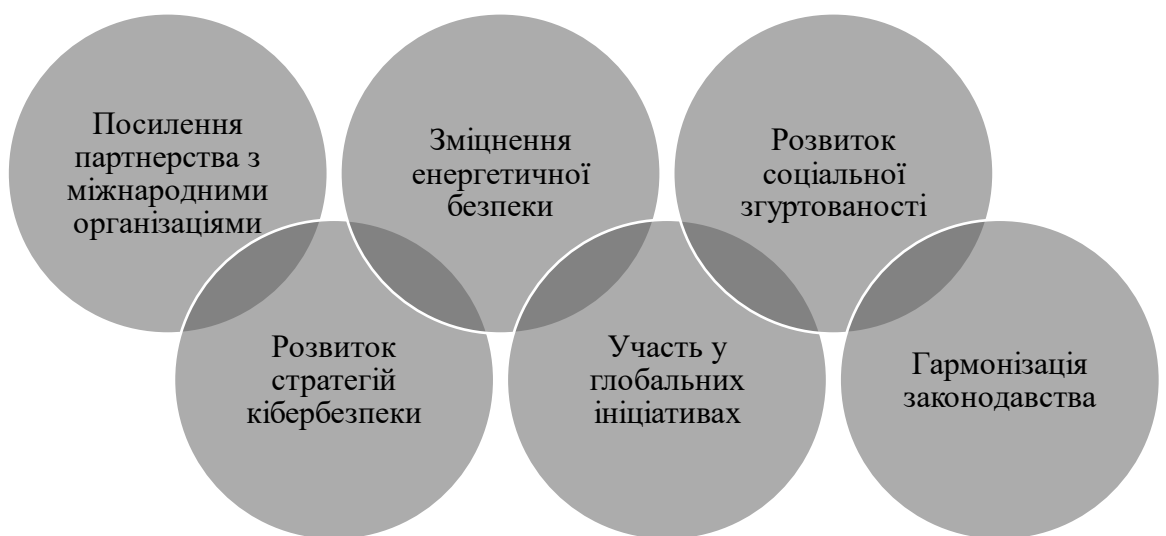 Посилення
партнерства з
міжнародними
організаціями
Розвиток
стратегій
кібербезпеки
Зміцнення
енергетичної
безпеки
Участь у
глобальних
ініціативах
Розвиток
соціальної
згуртованості
Гармонізація
законодавства